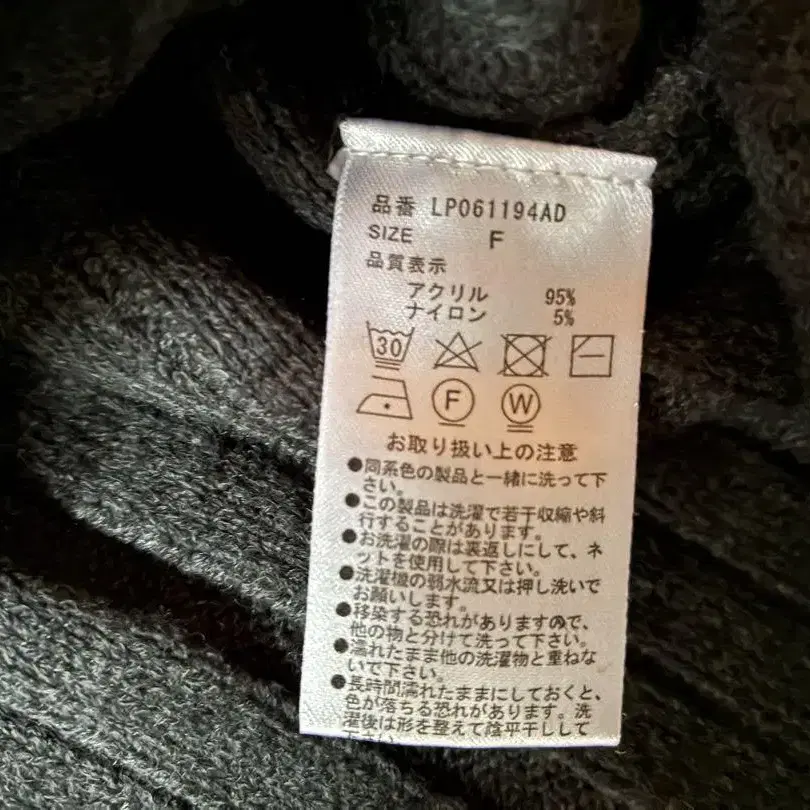 品番 LP061194AD
SIZE F
品質表示
アクリル 95%
ナイロン 5%
30
F W
お取り扱い上の注意
●同系色の製品と一緒に洗って下
さい。
●この製品は洗濯で若干収縮や斜
行することがあります。
●お洗濯の際は裏返しにして、ネ
ットを使用して下さい。
●洗濯機の弱水流又は押し洗いで
お願いします。
●移染する恐れがありますので、
他の物と分けて洗って下さい。
●濡れたまま他の洗濯物と重ねな
いで下さい。
●長時間濡れたままにしておくと、
色が落ちる恐れがあります。洗
濯後は形を整えて陰平干しして